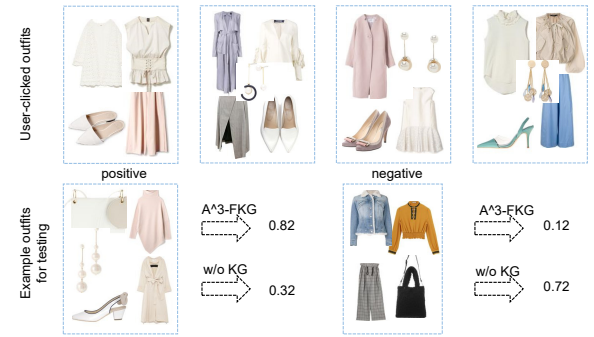 User-clicked outfits
positive
negative
Example outfits
for testing
A^3-FKG
0.82
w/o KG
0.32
A^3-FKG
0.12
w/o KG
0.72